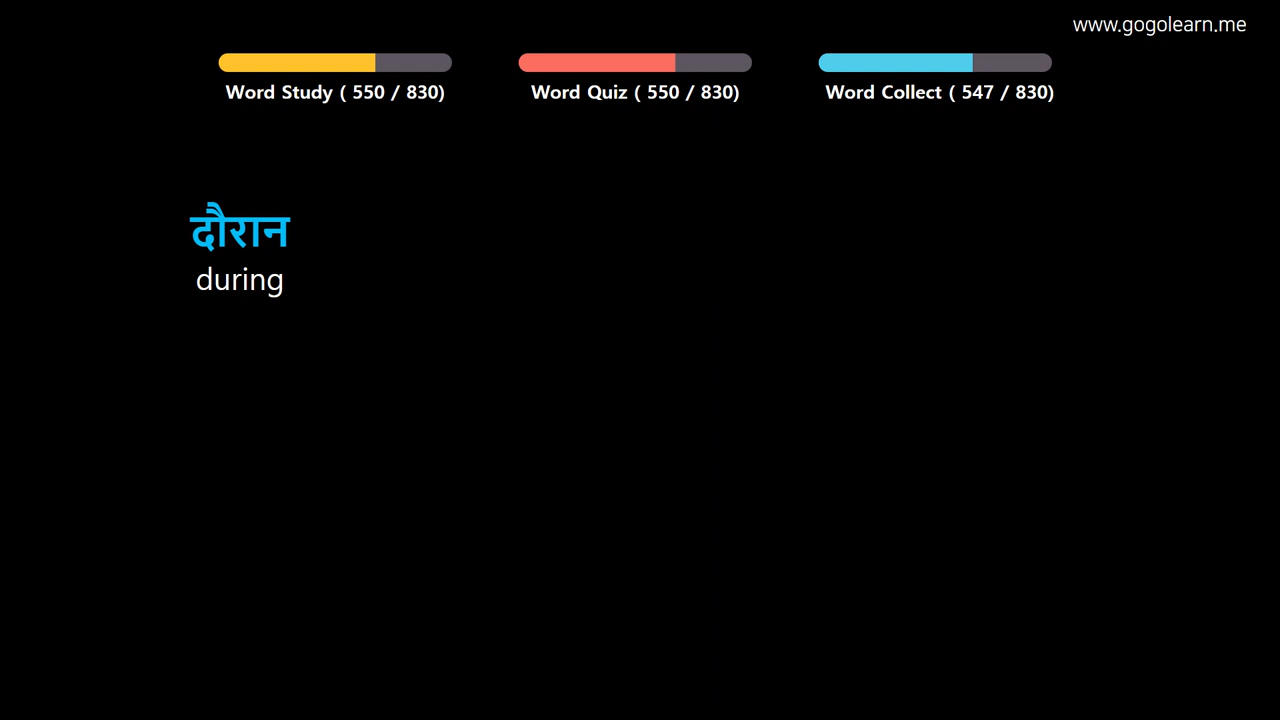 www.gogolearn.me
Word Study ( 550 / 830)
Word Quiz ( 550 / 830)
Word Collect ( 547 / 830)
दौरान
during